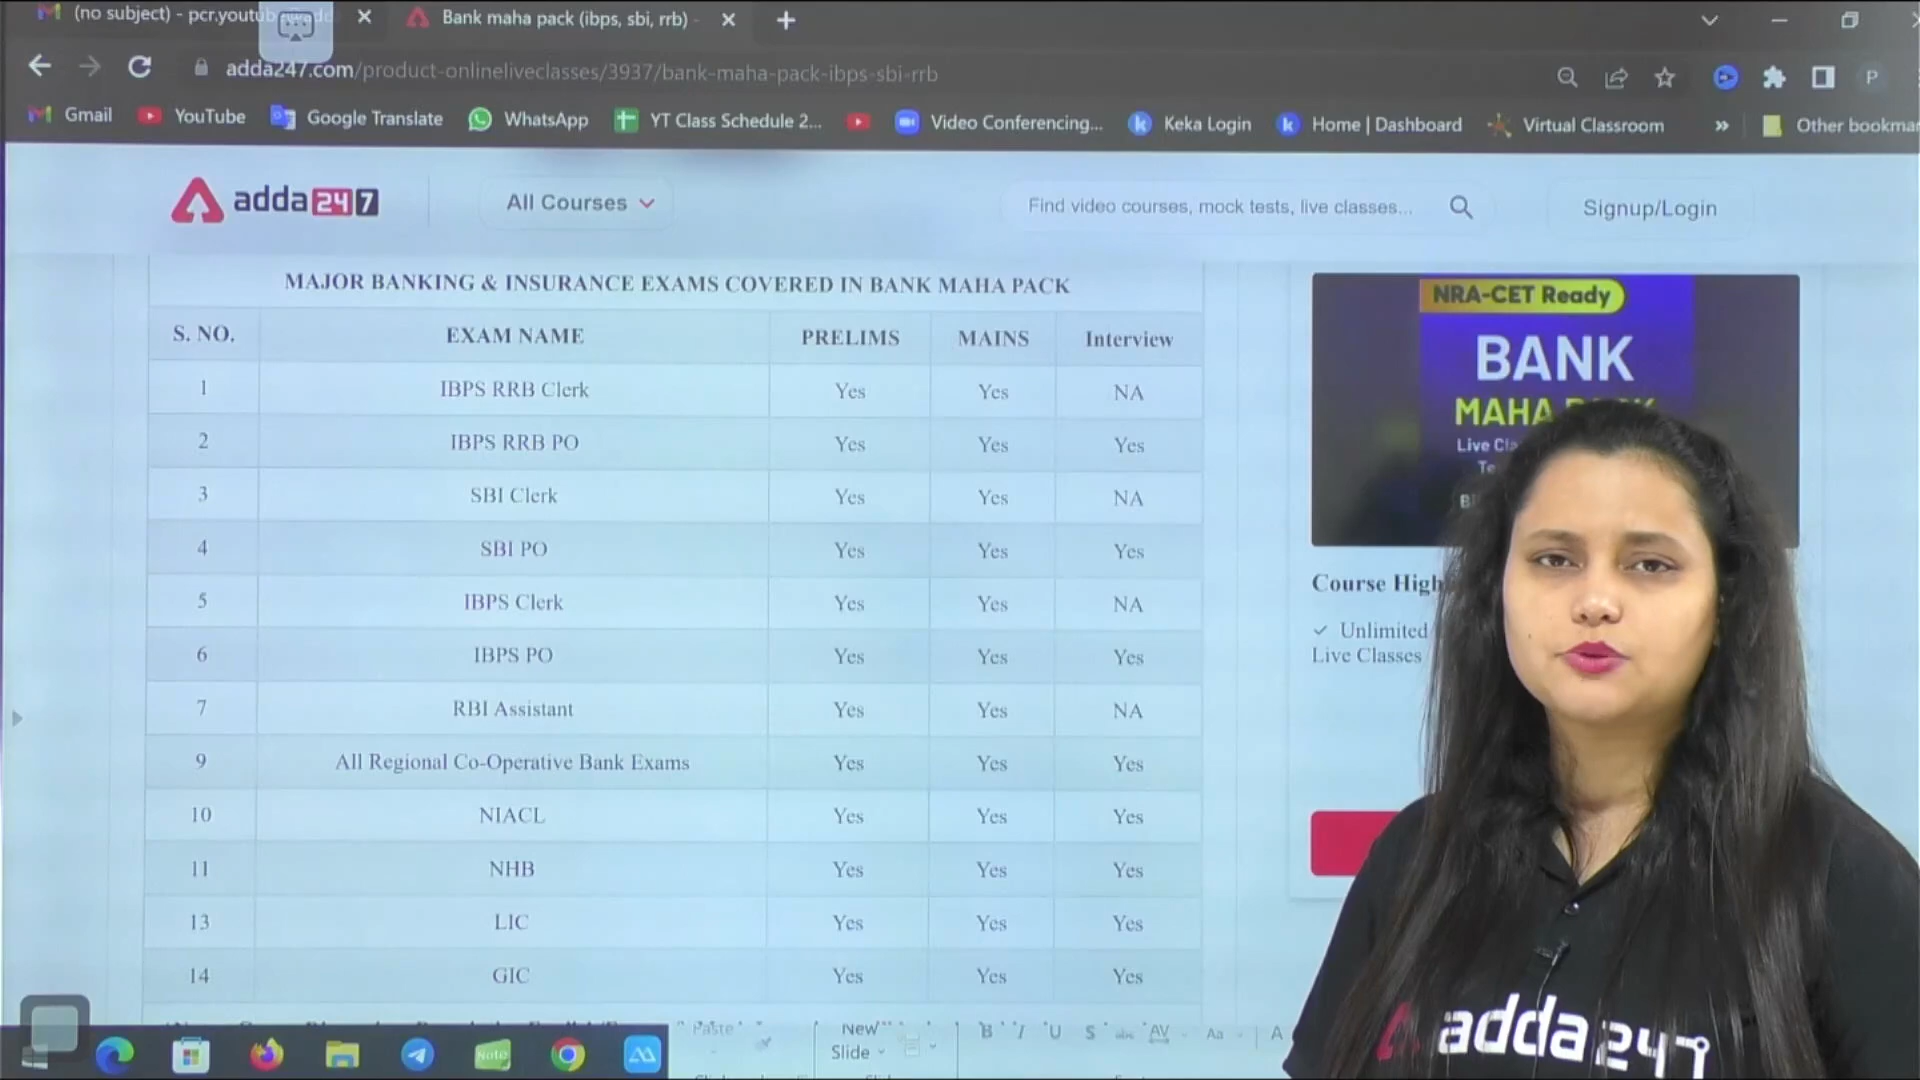 (no subject) - pcr.youtub
Bank maha pack (ibps, sbi, rrb) -
adda247.com/product-onlineliveclasses/3937/bank-maha-pack-ibps-sbi-rrb
P
Gmail
YouTube
Google Translate
WhatsApp
YT Class Schedule 2...
Video Conferencing...
Keka Login
Home | Dashboard
Virtual Classroom
»
Other bookmar
adda247
All Courses
Find video courses, mock tests, live classes...
Signup/Login
MAJOR BANKING & INSURANCE EXAMS COVERED IN BANK MAHA PACK
S. NO. EXAM NAME PRELIMS MAINS Interview
1 IBPS RRB Clerk Yes Yes NA
2 IBPS RRB PO Yes Yes Yes
3 SBI Clerk Yes Yes NA
4 SBI PO Yes Yes Yes
5 IBPS Clerk Yes Yes NA
6 IBPS PO Yes Yes Yes
7 RBI Assistant Yes Yes NA
9 All Regional Co-Operative Bank Exams Yes Yes Yes
10 NIACL Yes Yes Yes
11 NHB Yes Yes Yes
13 LIC Yes Yes Yes
14 GIC Yes Yes Yes
NRA-CET Ready
BANK
MAHA
Live
Course High
Unlimited
Live Classes
Paste
New
Slide
B I U S abc AV Aa A
Note
adda247